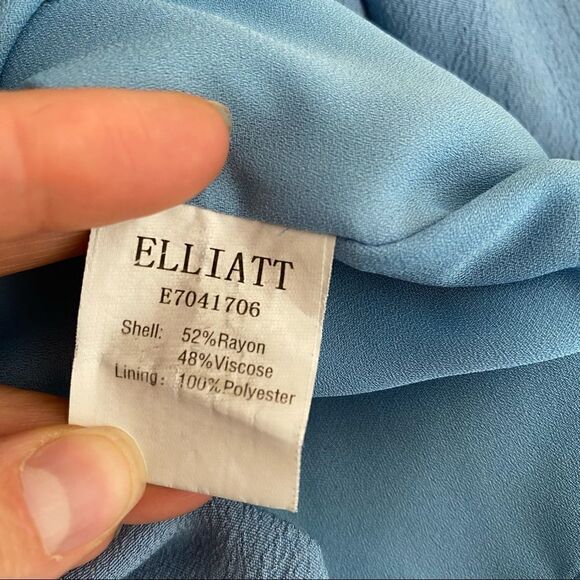 ELLIATT
E7041706
Shell: 52%Rayon
48%Viscose
Lining: 100%Polyester